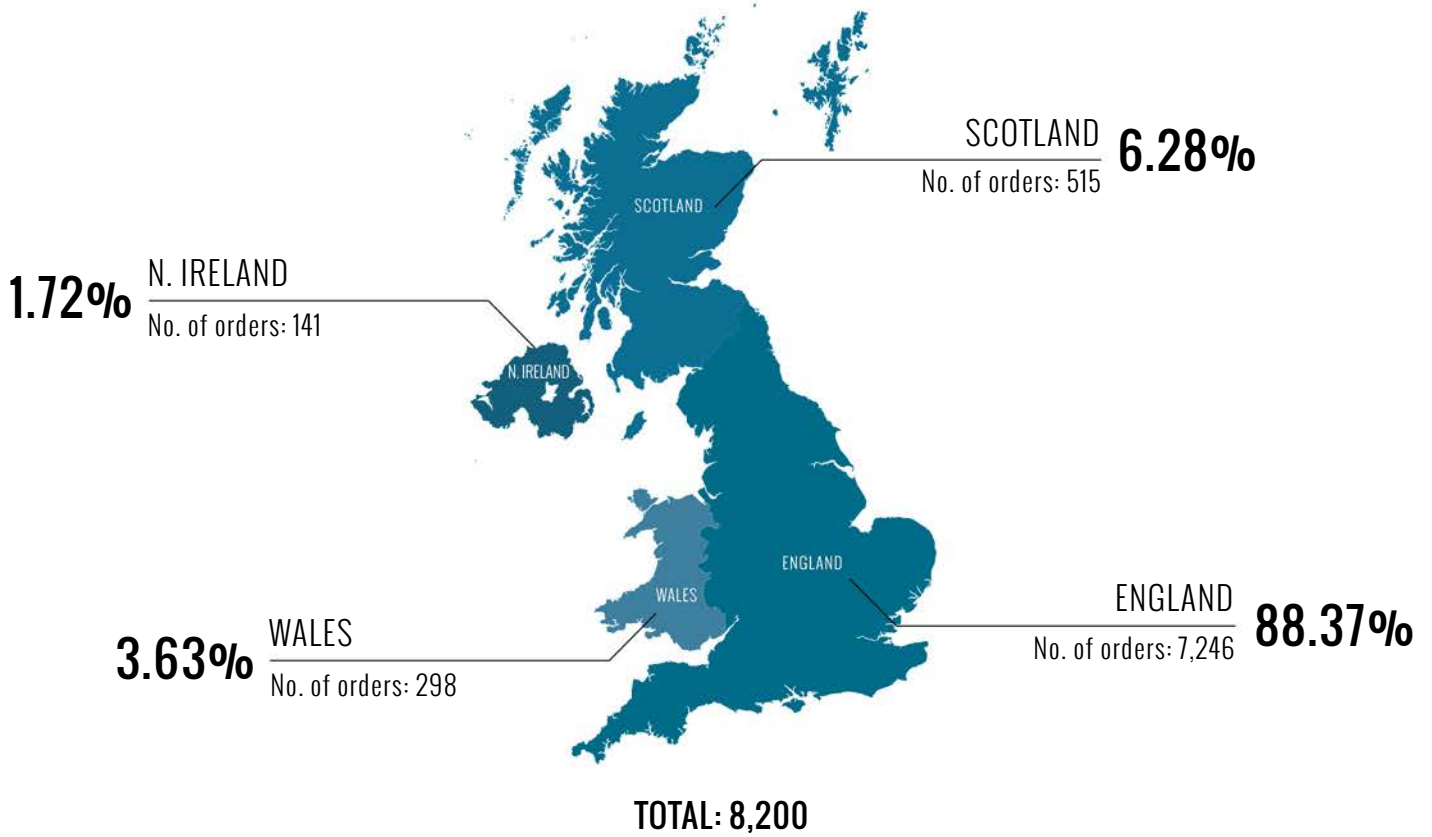 SCOTLAND
No. of orders: 515
6.28%
SCOTLAND
1.72%
N. IRELAND
No. of orders: 141
N. IRELAND
ENGLAND
WALES
3.63%
WALES
No. of orders: 298
ENGLAND
No. of orders: 7,246
88.37%
TOTAL: 8,200